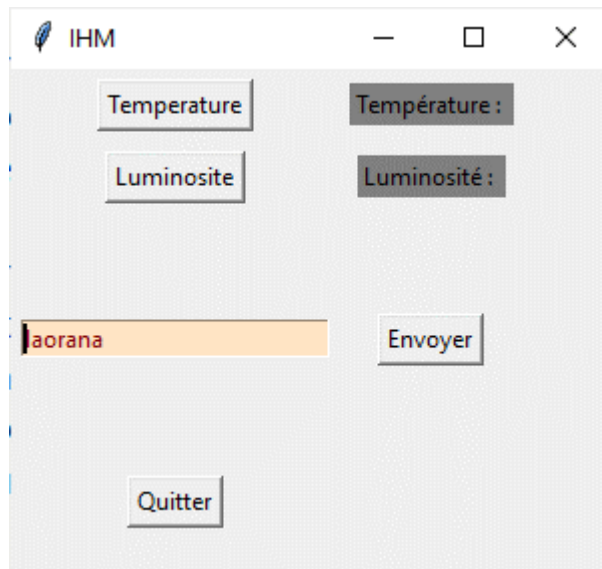 IHM
Temperature Température :
Luminosite Luminosité :
Iaorana Envoyer
Quitter